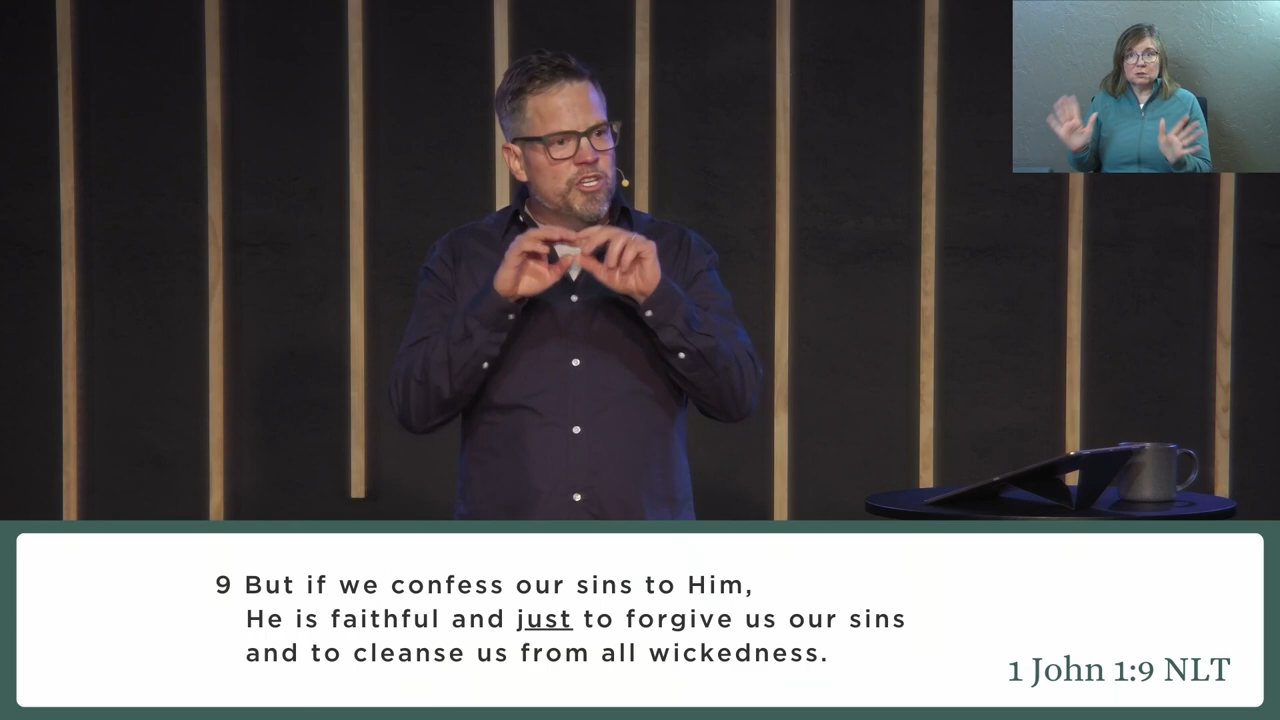 9 But if we confess our sins to Him,
He is faithful and just to forgive us our sins
and to cleanse us from all wickedness.
1 John 1:9 NLT